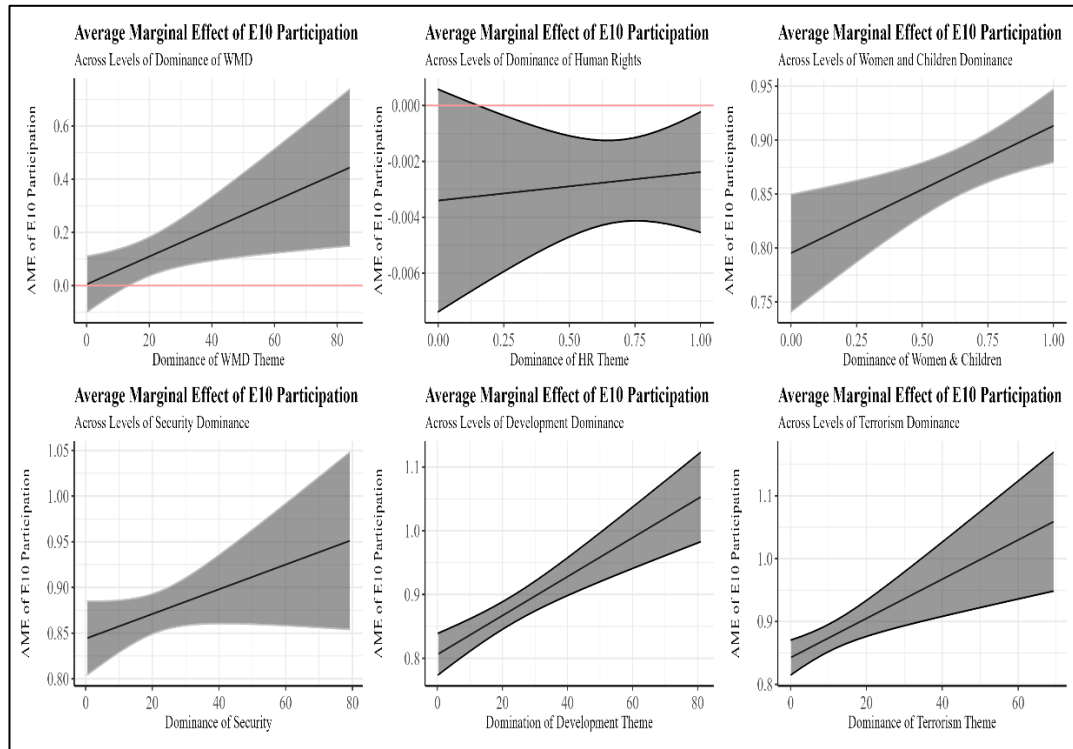 Average Marginal Effect of E10 Participation
Across Levels of Dominance of WMD
AME of E10 Participation
0.6
0.4
0.2
0.0
0 20 40 60 80
Dominance of WMD Theme
Average Marginal Effect of E10 Participation
Across Levels of Dominance of Human Rights
AME of E10 Participation
0.000
-0.002
-0.004
-0.006
0.00 0.25 0.50 0.75 1.00
Dominance of HR Theme
Average Marginal Effect of E10 Participation
Across Levels of Women and Children Dominance
AME of E10 Participation
0.95
0.90
0.85
0.80
0.75
0.00 0.25 0.50 0.75 1.00
Dominance of Women & Children
Average Marginal Effect of E10 Participation
Across Levels of Security Dominance
AME of E10 Participation
1.05
1.00
0.95
0.90
0.85
0.80
0 20 40 60 80
Dominance of Security
Average Marginal Effect of E10 Participation
Across Levels of Development Dominance
AME of E10 Participation
1.1
1.0
0.9
0.8
0 20 40 60 80
Domination of Development Theme
Average Marginal Effect of E10 Participation
Across Levels of Terrorism Dominance
AME of E10 Participation
1.1
1.0
0.9
0.8
0 20 40 60
Dominance of Terrorism Theme